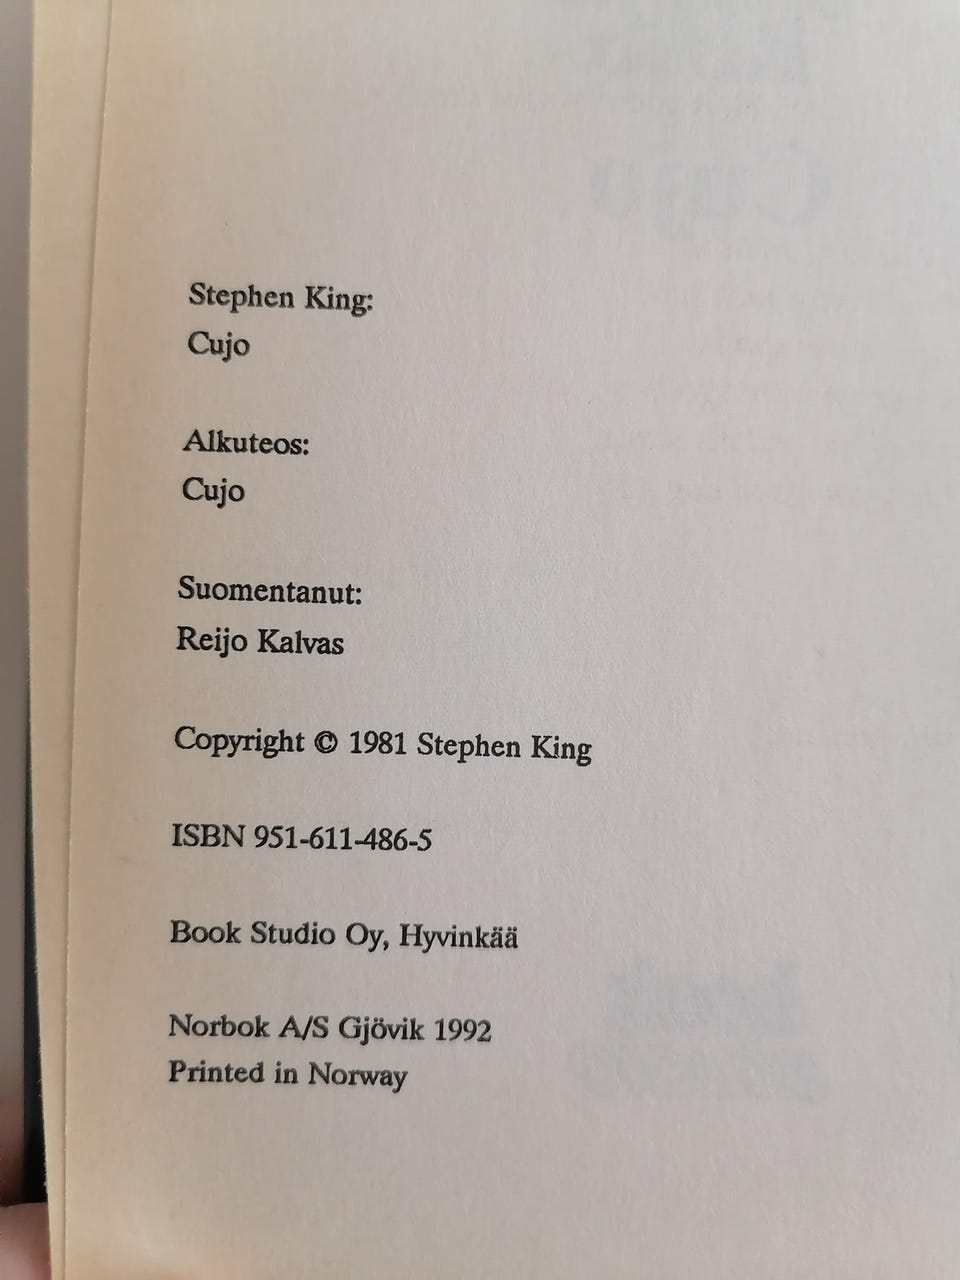 Stephen King:
Cujo
Alkuteos:
Cujo
Suomentanut:
Reijo Kalvas
Copyright © 1981 Stephen King
ISBN 951-611-486-5
Book Studio Oy, Hyvinkää
Norbok A/S Gjövik 1992
Printed in Norway